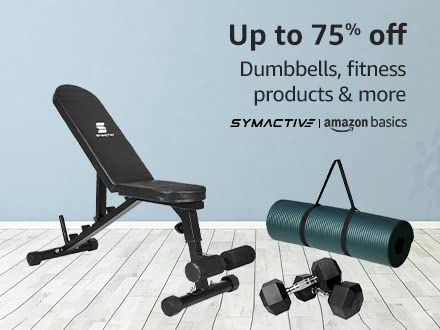 Up to 75% off
Dumbbells, fitness
products & more
SYMACTIVE | amazon basics